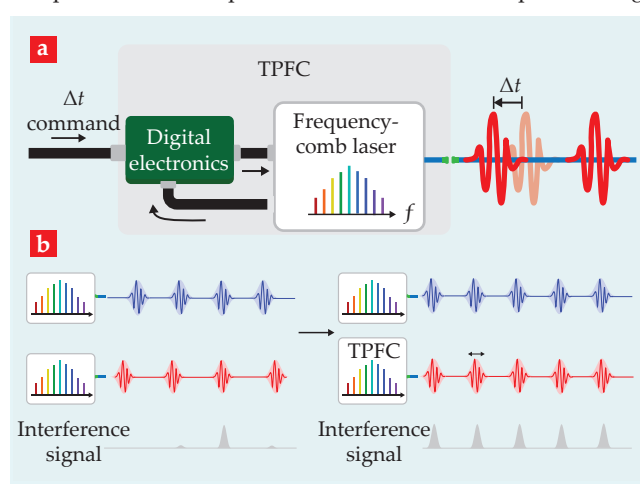 a
TPFC
Δt
command
Digital
electronics
Frequency-
comb laser
f
Δt
b
TPFC
Interference
signal
Interference
signal